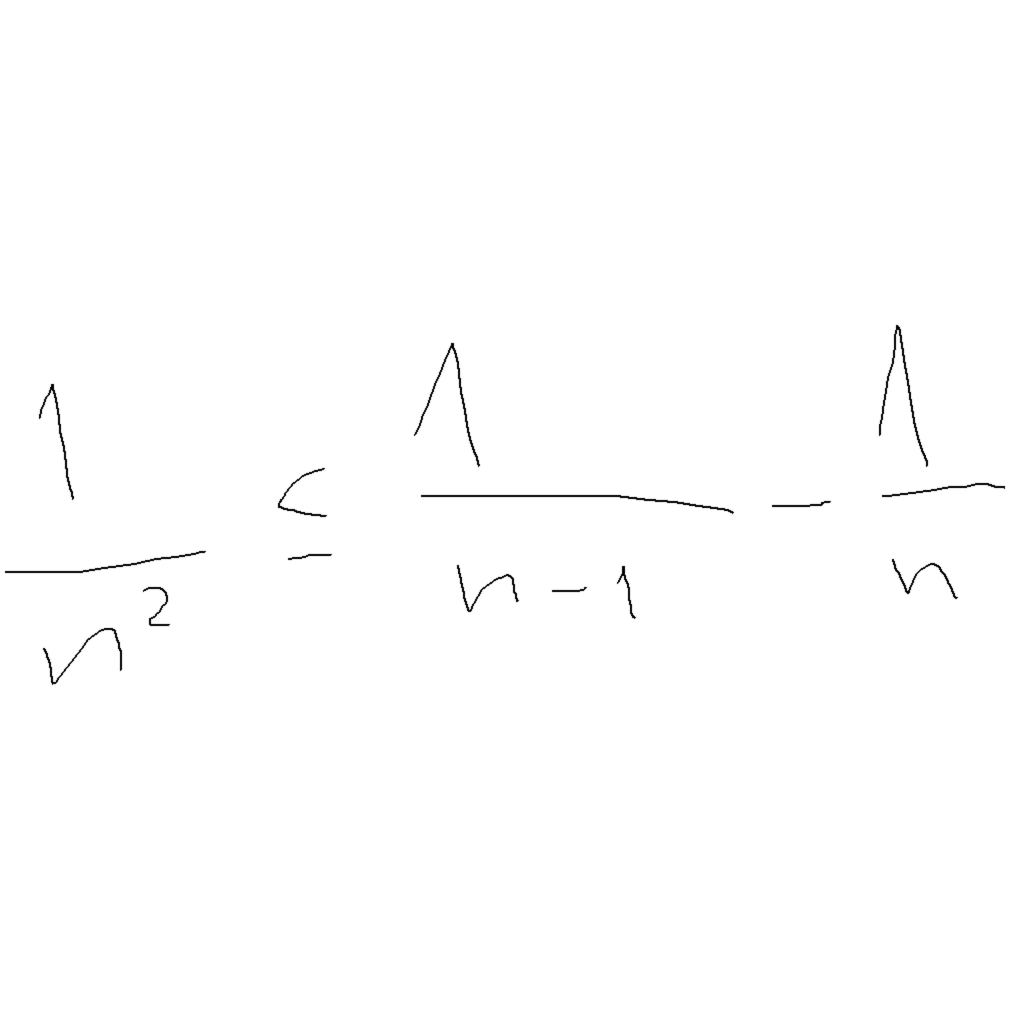 1/n² ≤ 1/(n-1) - 1/n